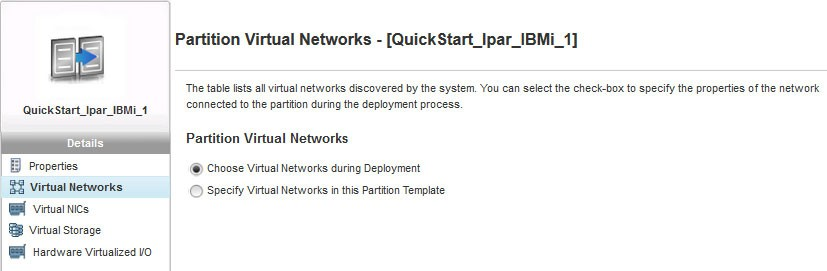 QuickStart_lpar_IBMi_1
Details
Properties
Virtual Networks
Virtual NICs
Virtual Storage
Hardware Virtualized I/O
Partition Virtual Networks - [QuickStart_lpar_IBMi_1]
The table lists all virtual networks discovered by the system. You can select the check-box to specify the properties of the network
connected to the partition during the deployment process.
Partition Virtual Networks
Choose Virtual Networks during Deployment
Specify Virtual Networks in this Partition Template